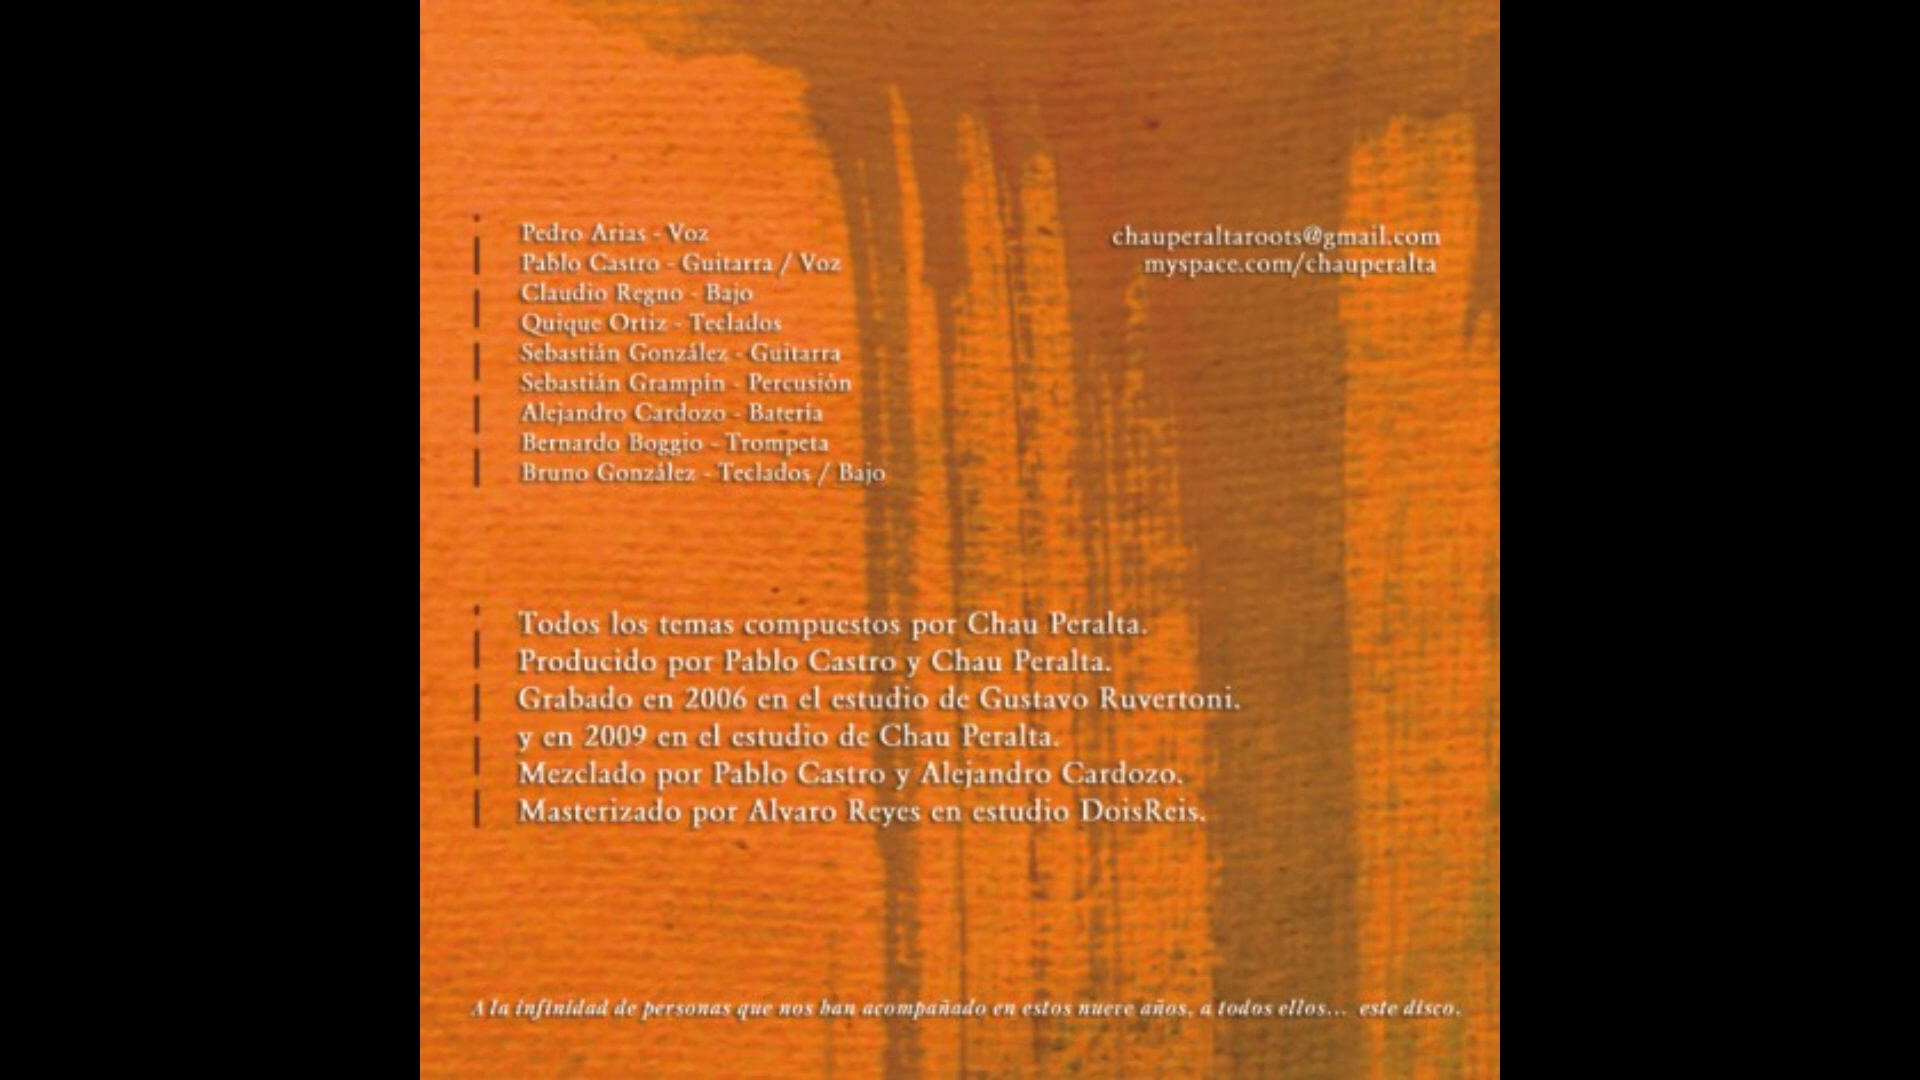 Pedro Arias - Voz
Pablo Castro - Guitarra / Voz
Claudio Regno - Bajo
Quique Ortiz - Teclados
Sebastián González - Guitarra
Sebastián Grampín - Percusión
Alejandro Cardozo - Batería
Bernardo Boggio - Trompeta
Bruno González - Teclados / Bajo
chauperaltaroots@gmail.com
myspace.com/chauperalta
Todos los temas compuestos por Chau Peralta.
Producido por Pablo Castro y Chau Peralta.
Grabado en 2006 en el estudio de Gustavo Ruvertoni.
y en 2009 en el estudio de Chau Peralta.
Mezclado por Pablo Castro y Alejandro Cardozo.
Masterizado por Alvaro Reyes en estudio DoisReis.
A la infinidad de personas que nos han acompañado en estos nueve años, a todos ellos... este disco.